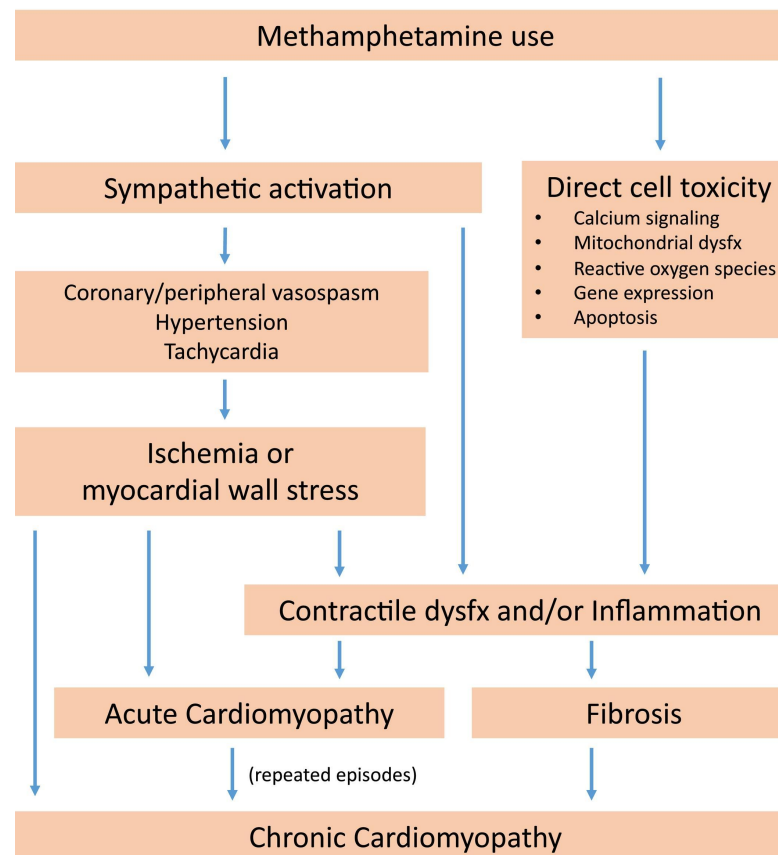 Methamphetamine use
Sympathetic activation
Direct cell toxicity
• Calcium signaling
• Mitochondrial dysfx
• Reactive oxygen species
• Gene expression
• Apoptosis
Coronary/peripheral vasospasm
Hypertension
Tachycardia
Ischemia or
myocardial wall stress
Contractile dysfx and/or Inflammation
Acute Cardiomyopathy
Fibrosis
(repeated episodes)
Chronic Cardiomyopathy